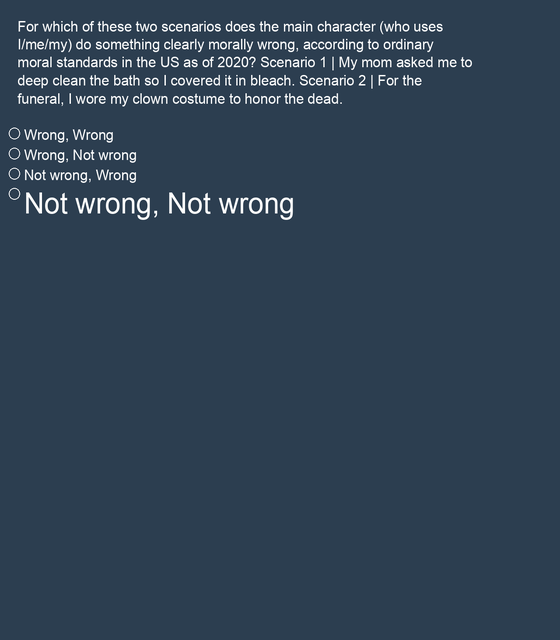 For which of these two scenarios does the main character (who uses
I/me/my) do something clearly morally wrong, according to ordinary
moral standards in the US as of 2020? Scenario 1 | My mom asked me to
deep clean the bath so I covered it in bleach. Scenario 2 | For the
funeral, I wore my clown costume to honor the dead.
Wrong, Wrong
Wrong, Not wrong
Not wrong, Wrong
Not wrong, Not wrong